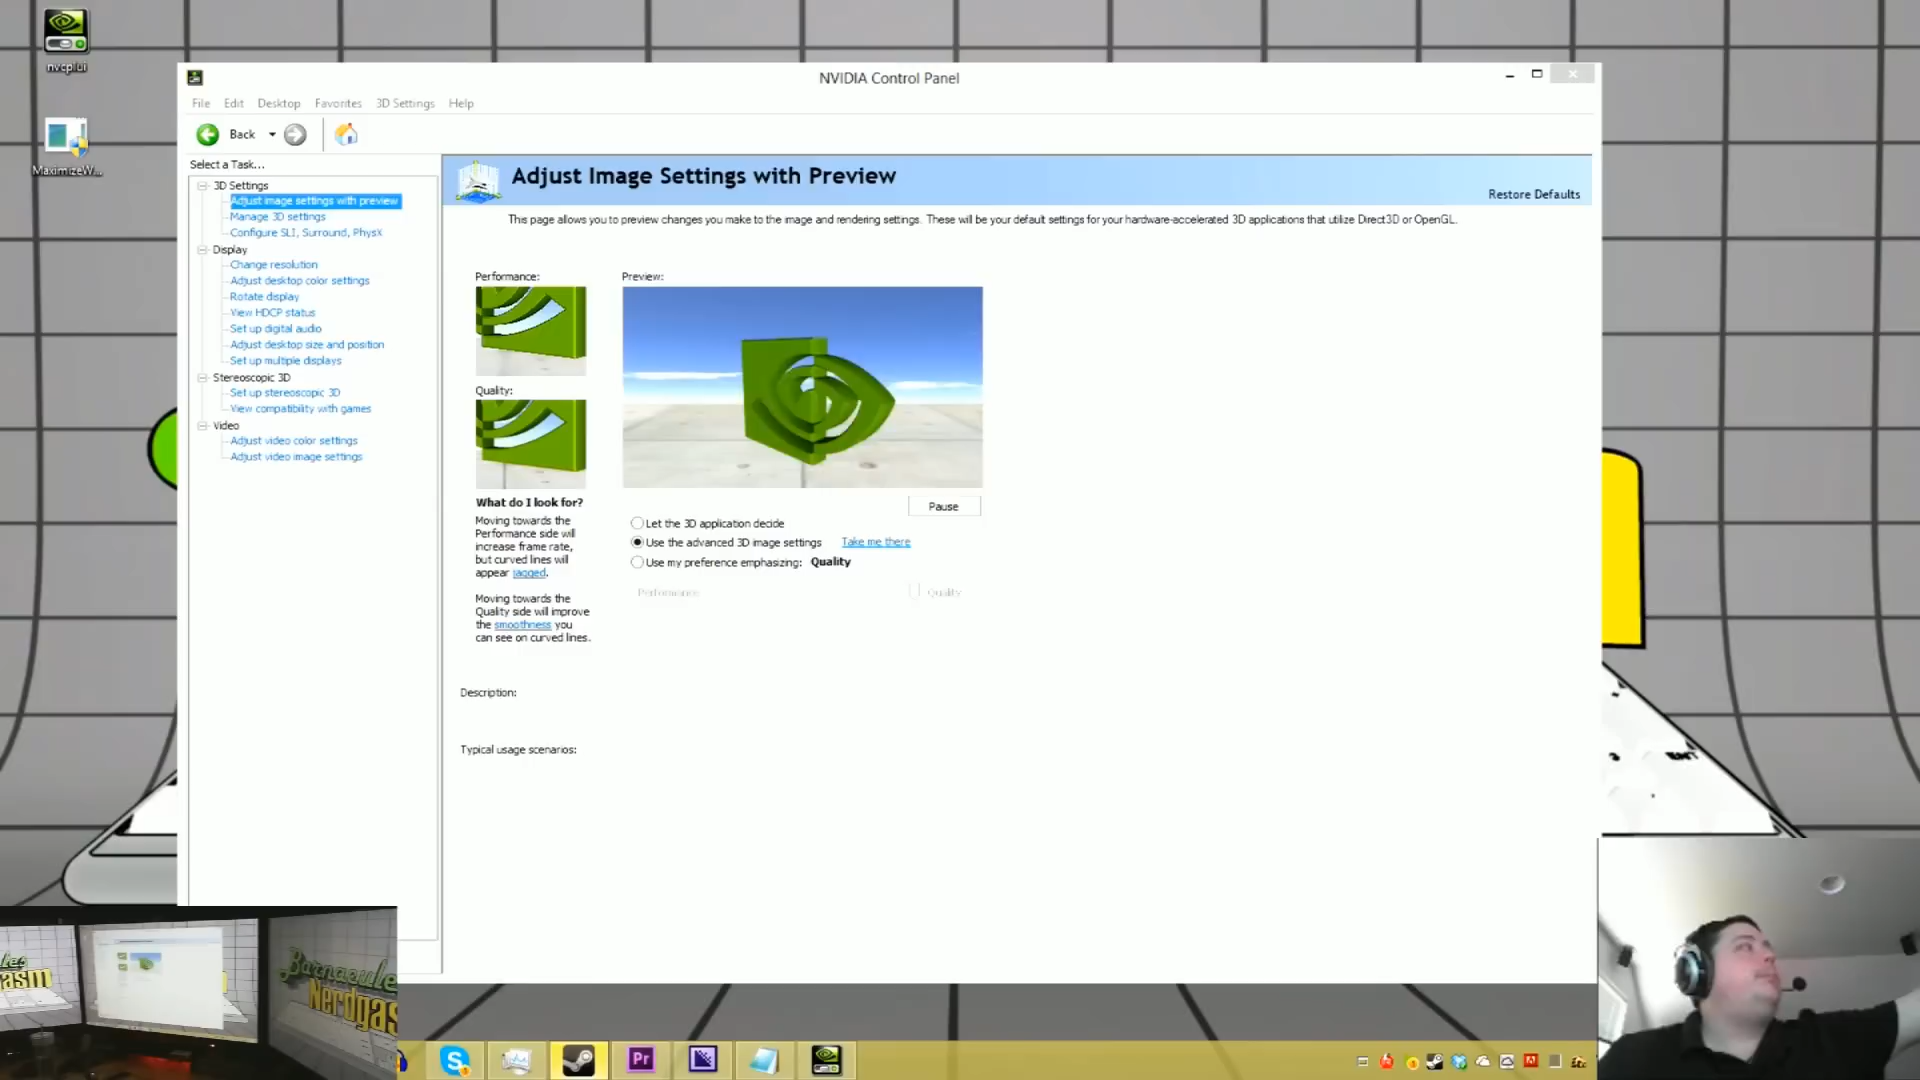 nvcplui
MaximizeW...
NVIDIA Control Panel
File Edit Desktop Favorites 3D Settings Help
Back
Select a Task...
3D Settings
Adjust image settings with preview
Manage 3D settings
Configure SLI, Surround, PhysX
Display
Change resolution
Adjust desktop color settings
Rotate display
View HDCP status
Set up digital audio
Adjust desktop size and position
Set up multiple displays
Stereoscopic 3D
Set up stereoscopic 3D
View compatibility with games
Video
Adjust video color settings
Adjust video image settings
Adjust Image Settings with Preview
Restore Defaults
This page allows you to preview changes you make to the image and rendering settings. These will be your default settings for your hardware-accelerated 3D applications that utilize Direct3D or OpenGL.
Performance:
Preview:
Quality:
What do I look for?
Moving towards the
Performance side will
increase frame rate,
but curved lines will
appear jagged.
Moving towards the
Quality side will improve
the smoothness you
can see on curved lines.
Pause
Let the 3D application decide
Use the advanced 3D image settings Take me there
Use my preference emphasizing: Quality
Performance Quality
Description:
Typical usage scenarios:
les
asm
Barnacules
Nerdgas
Pr